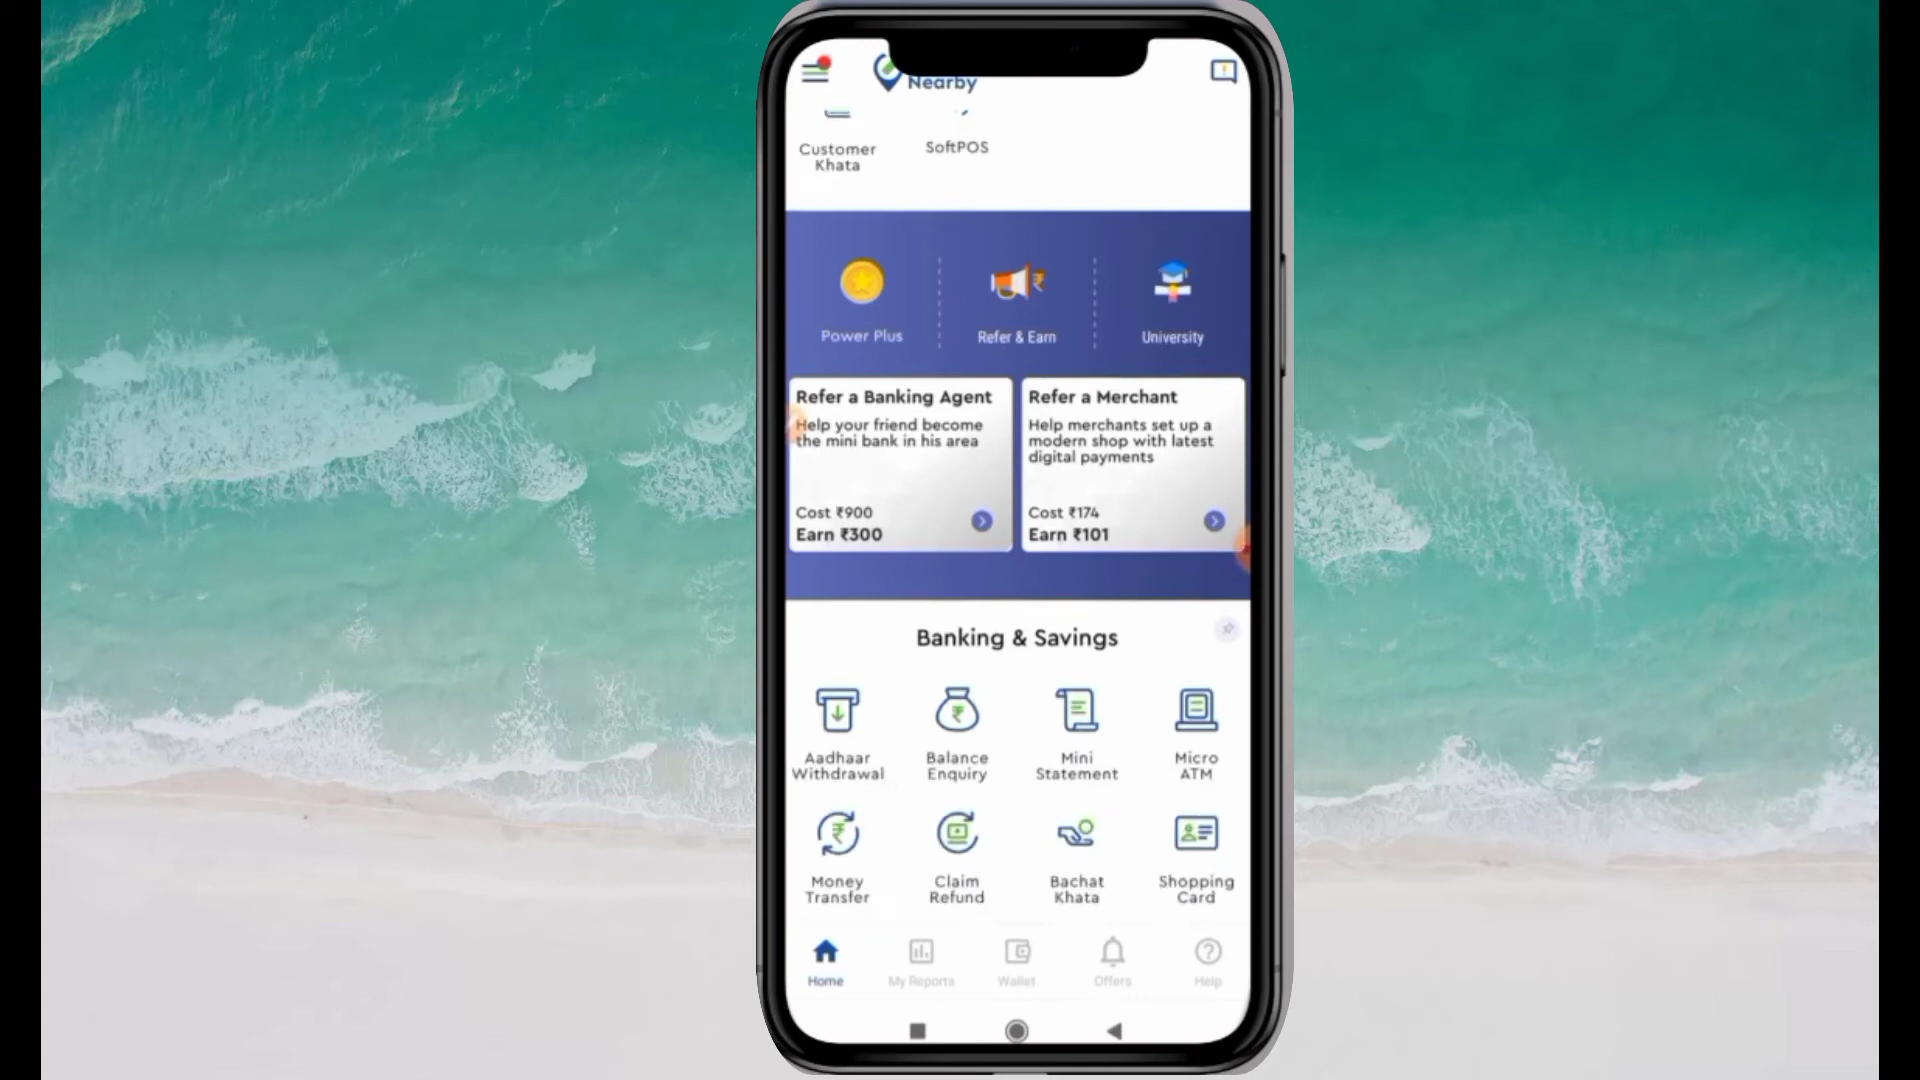 Nearby
Customer
Khata
SoftPOS
Power Plus
Refer & Earn
University
Refer a Banking Agent
Help your friend become
the mini bank in his area
Cost ₹900
Earn ₹300
Refer a Merchant
Help merchants set up a
modern shop with latest
digital payments
Cost ₹174
Earn ₹101
Banking & Savings
Aadhaar
Withdrawal
Balance
Enquiry
Mini
Statement
Micro
ATM
Money
Transfer
Claim
Refund
Bachat
Khata
Shopping
Card
Home
My Reports
Wallet
Offers
Help